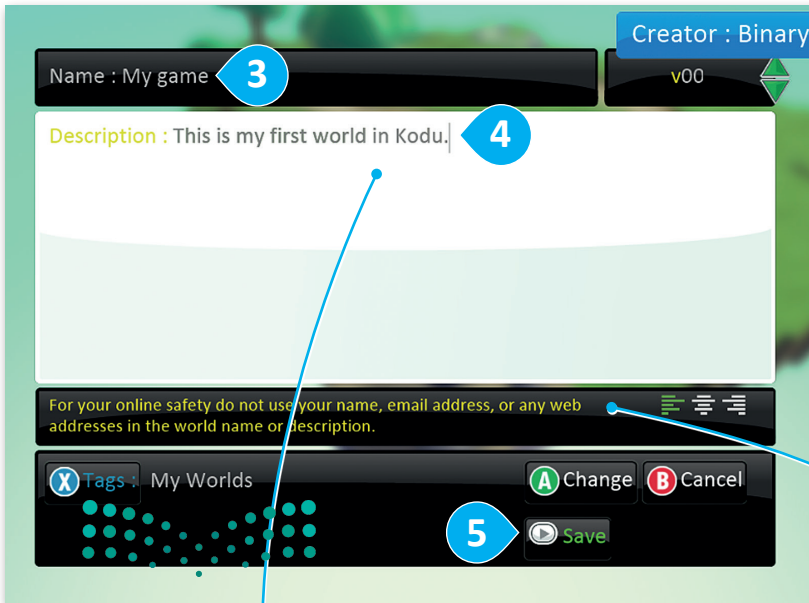 Creator : Binary
Name : My game
3
v00
Description : This is my first world in Kodu.
4
For your online safety do not use your name, email address, or any web
addresses in the world name or description.
X Tags : My Worlds
A Change
B Cancel
5
Save